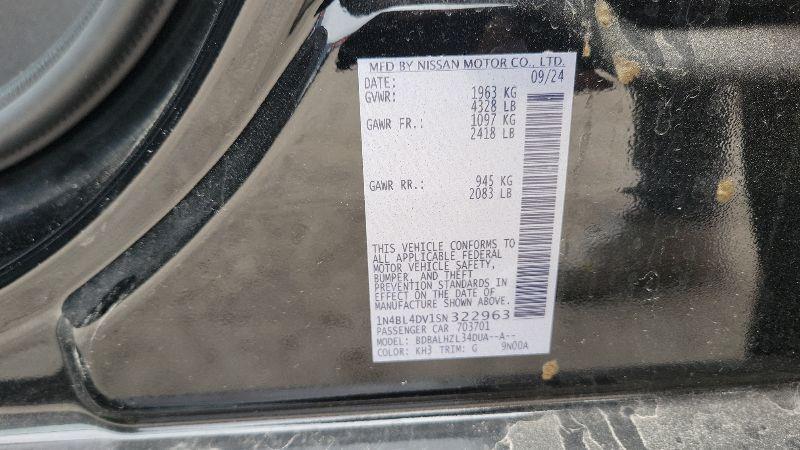 MFD BY NISSAN MOTOR CO., LTD.
DATE: 09/24
GVWR: 1963 KG
4328 LB
GAWR FR.: 1097 KG
2418 LB
GAWR RR.: 945 KG
2083 LB
THIS VEHICLE CONFORMS TO
ALL APPLICABLE FEDERAL
MOTOR VEHICLE SAFETY,
BUMPER, AND THEFT
PREVENTION STANDARDS IN
EFFECT ON THE DATE OF
MANUFACTURE SHOWN ABOVE.
1N4BL4DV1SN322963
PASSENGER CAR 703701
MODEL: BDBALHZL34DUA--A--
COLOR: KH3 TRIM: G 9N00A